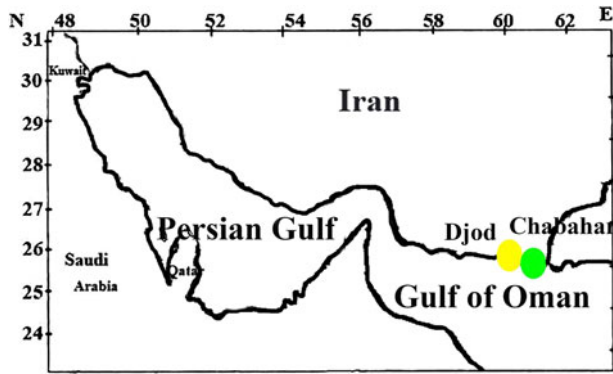 N 48 50 52 54 56 58 60 62 E
31
Kuwait
30
Iran
29
28
27
Persian Gulf
Djod
Chabahar
26
Saudi
Qatar
25
Arabia
Gulf of Oman
24